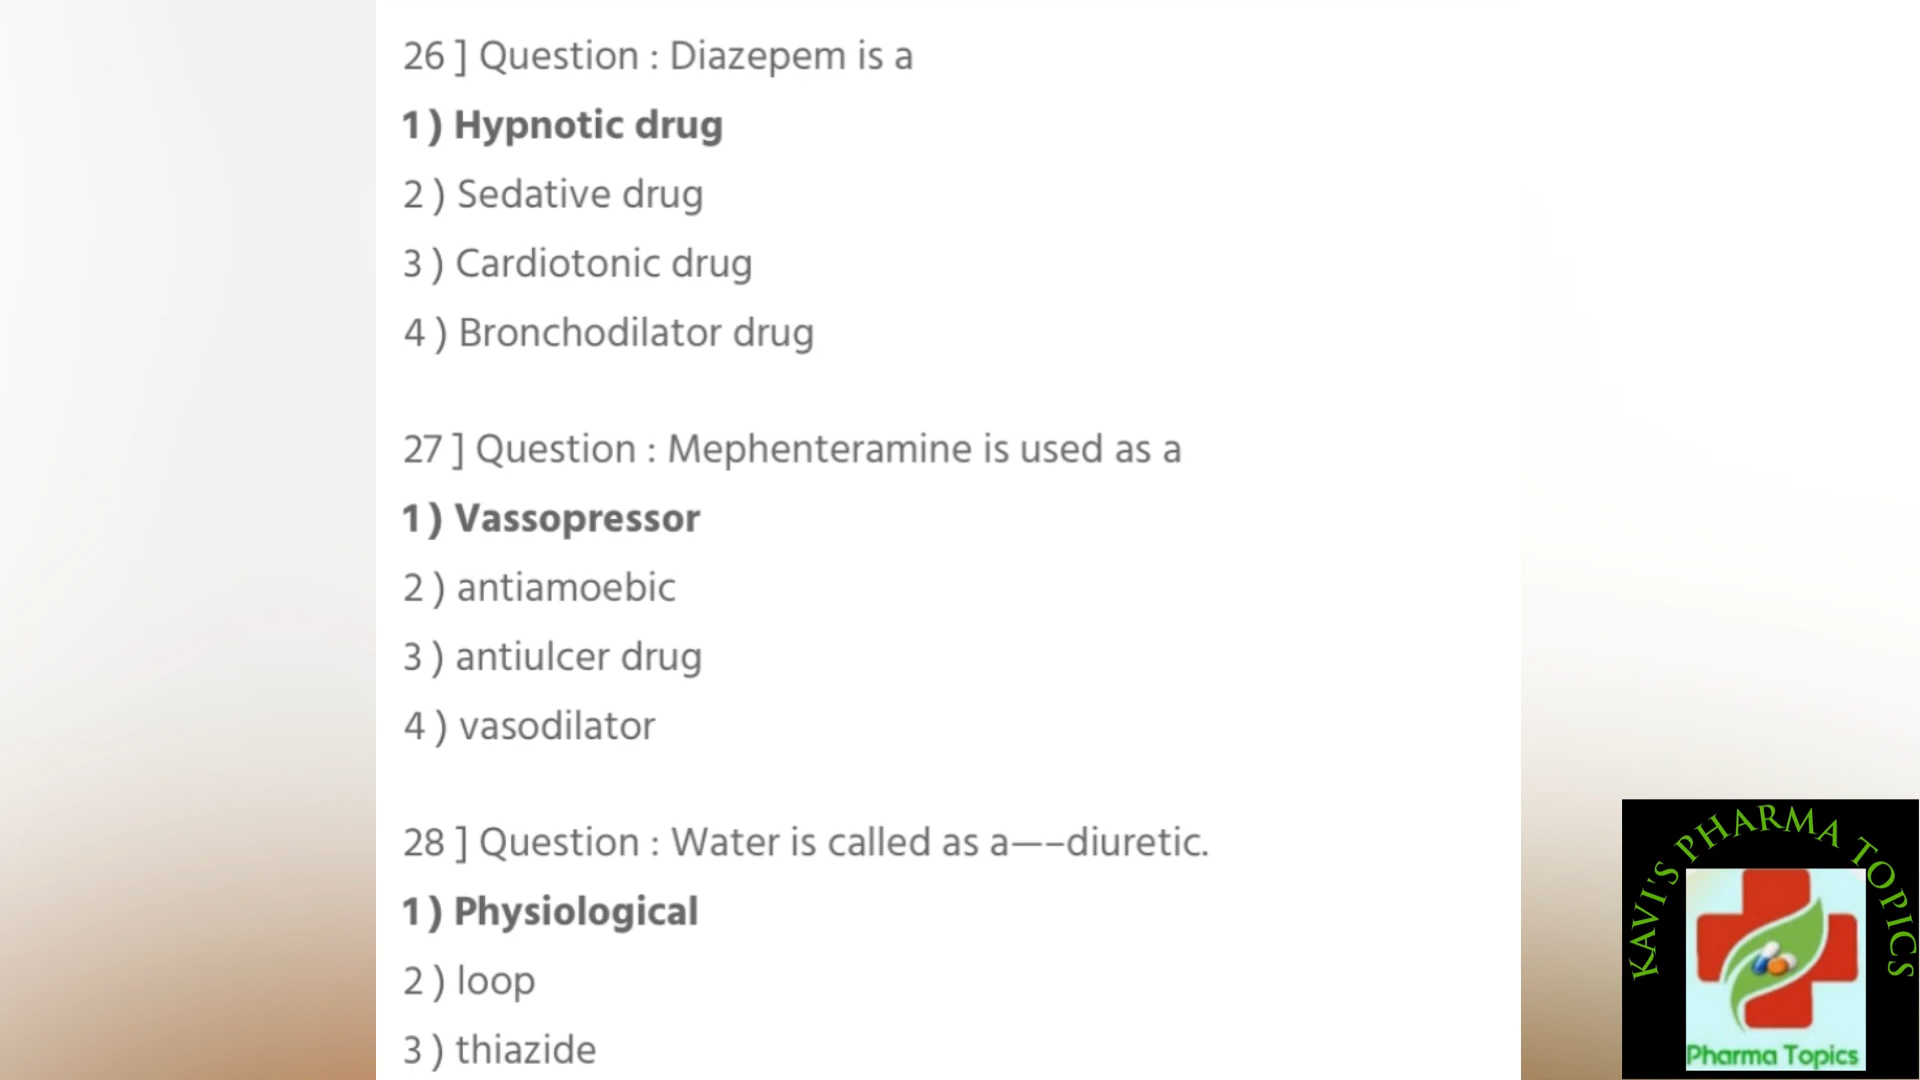 26 ] Question : Diazepem is a
1 ) Hypnotic drug
2 ) Sedative drug
3 ) Cardiotonic drug
4 ) Bronchodilator drug
27 ] Question : Mephenteramine is used as a
1 ) Vassopressor
2 ) antiamoebic
3 ) antiulcer drug
4 ) vasodilator
28 ] Question : Water is called as a—–diuretic.
1 ) Physiological
2 ) loop
3 ) thiazide
KAVI'S PHARMA TOPICS
Pharma Topics